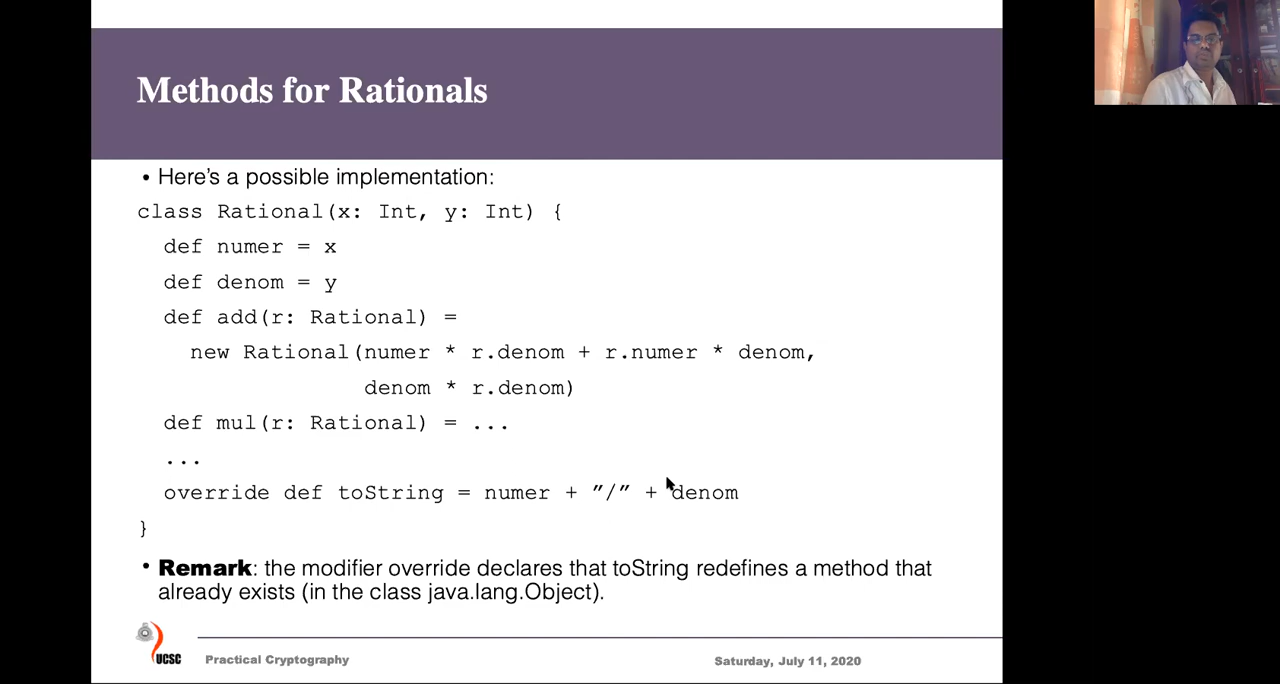 Methods for Rationals
• Here's a possible implementation:
class Rational(x: Int, y: Int) {
def numer = x
def denom = y
def add(r: Rational) =
new Rational(numer * r.denom + r.numer * denom,
denom * r.denom)
def mul(r: Rational) = ...
...
override def toString = numer + ”/” + denom
}
• Remark: the modifier override declares that toString redefines a method that
already exists (in the class java.lang.Object).
UCSC
Practical Cryptography
Saturday, July 11, 2020